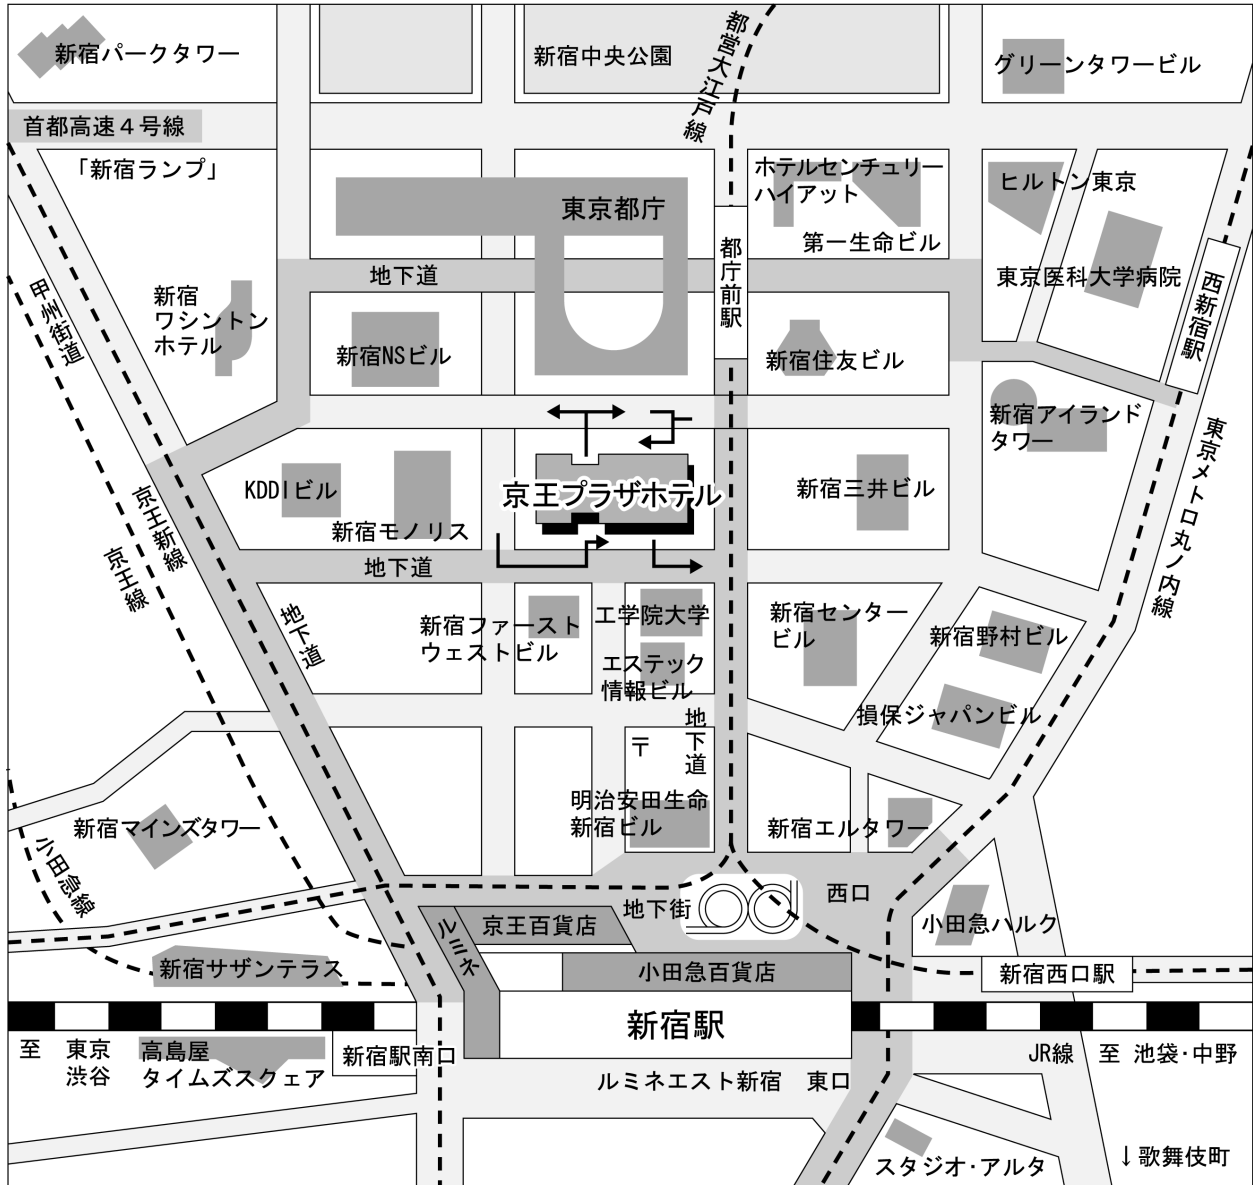 新宿パークタワー
新宿中央公園
都営大江戸線
グリーンタワービル
首都高速4号線
「新宿ランプ」
東京都庁
ホテルセンチュリー
ハイアット
第一生命ビル
ヒルトン東京
東京医科大学病院
西新宿駅
都庁前駅
地下道
甲州街道
新宿
ワシントン
ホテル
新宿NSビル
新宿住友ビル
新宿アイランド
タワー
東京メトロ丸ノ内線
KDDIビル
新宿モノリス
京王プラザホテル
新宿三井ビル
京王新線
京王線
地下道
地下道
新宿ファースト
ウェストビル
工学院大学
エステック
情報ビル
新宿センター
ビル
新宿野村ビル
損保ジャパンビル
〒
地下道
明治安田生命
新宿ビル
新宿エルタワー
新宿マインズタワー
小田急線
西口
地下街
小田急ハルク
ルミネ
京王百貨店
小田急百貨店
新宿サザンテラス
新宿西口駅
新宿駅
至 東京
渋谷
高島屋
タイムズスクェア
新宿駅南口
JR線 至 池袋・中野
ルミネエスト新宿 東口
スタジオ・アルタ
↓歌舞伎町